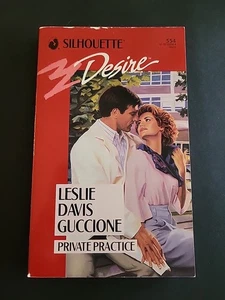 SILHOUETTE
Desire
LESLIE
DAVIS
GUCCIONE
PRIVATE PRACTICE